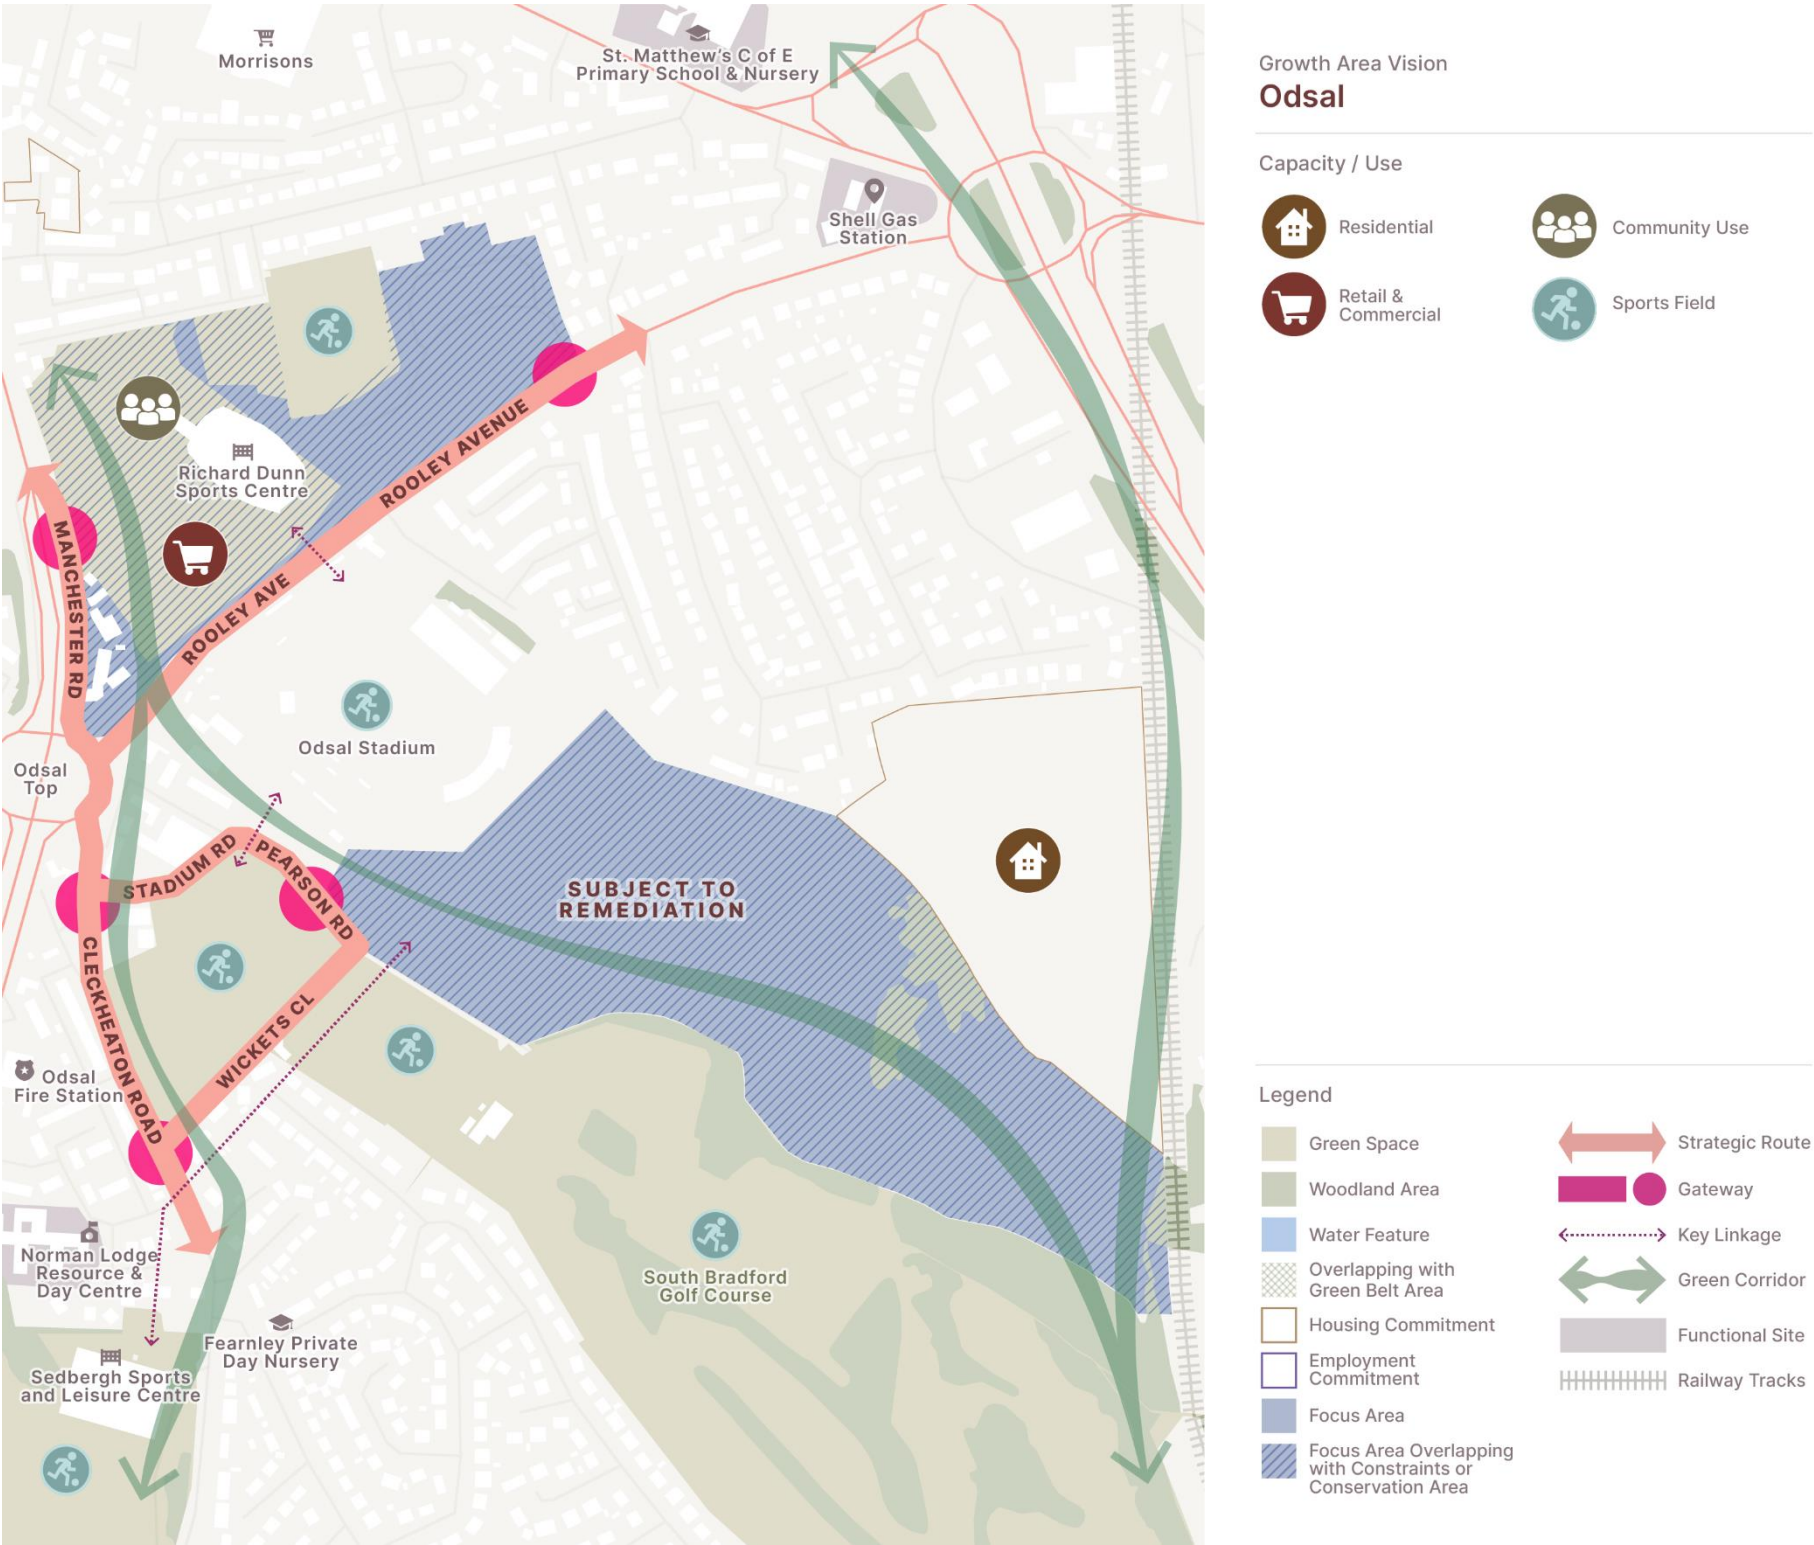 Morrisons
St. Matthew's C of E
Primary School & Nursery
Shell Gas
Station
Richard Dunn
Sports Centre
ROOLEY AVENUE
MANCHESTER RD
ROOLEY AVE
Odsal Stadium
Odsal
Top
STADIUM RD
PEARSON RD
SUBJECT TO
REMEDIATION
CLECKHEATON ROAD
WICKETS CL
Odsal
Fire Station
Norman Lodge
Resource &
Day Centre
South Bradford
Golf Course
Fearnley Private
Day Nursery
Sedbergh Sports
and Leisure Centre
Growth Area Vision
Odsal
Capacity / Use
Residential
Community Use
Retail &
Commercial
Sports Field
Legend
Green Space
Woodland Area
Water Feature
Overlapping with
Green Belt Area
Housing Commitment
Employment
Commitment
Focus Area
Focus Area Overlapping
with Constraints or
Conservation Area
Strategic Route
Gateway
Key Linkage
Green Corridor
Functional Site
Railway Tracks